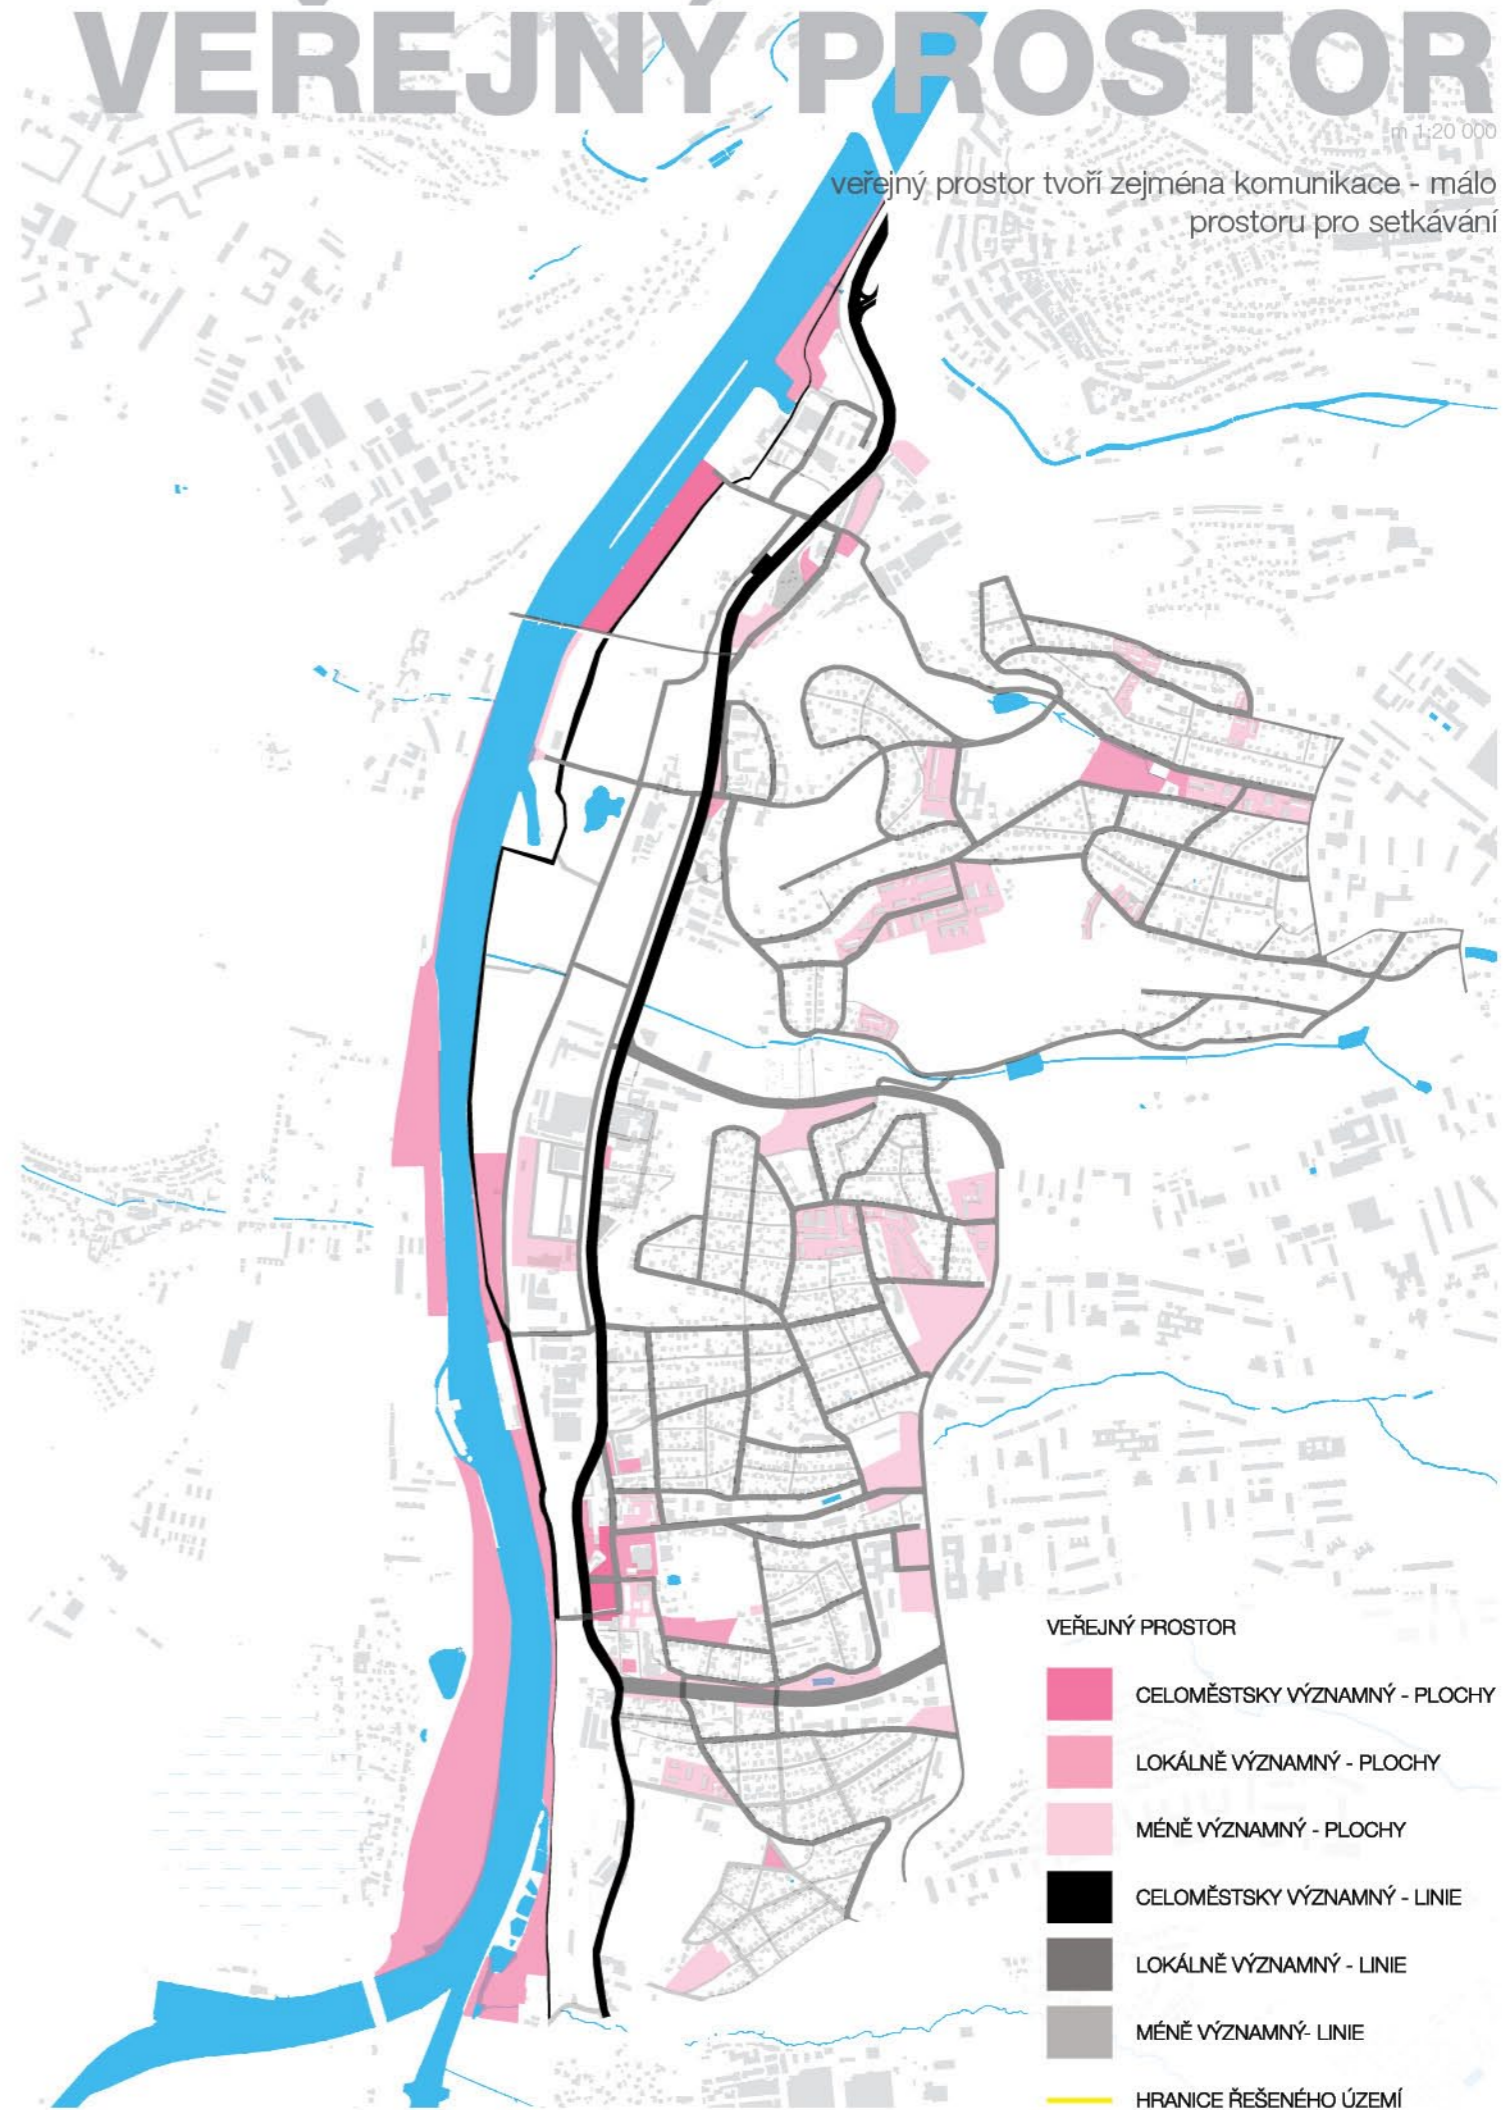 VEŘEJNÝ PROSTOR
m 1:20 000
veřejný prostor tvoří zejména komunikace - málo
prostoru pro setkávání
VEŘEJNÝ PROSTOR
CELOMĚSTSKY VÝZNAMNÝ - PLOCHY
LOKÁLNĚ VÝZNAMNÝ - PLOCHY
MÉNĚ VÝZNAMNÝ - PLOCHY
CELOMĚSTSKY VÝZNAMNÝ - LINIE
LOKÁLNĚ VÝZNAMNÝ - LINIE
MÉNĚ VÝZNAMNÝ- LINIE
HRANICE ŘEŠENÉHO ÚZEMÍ